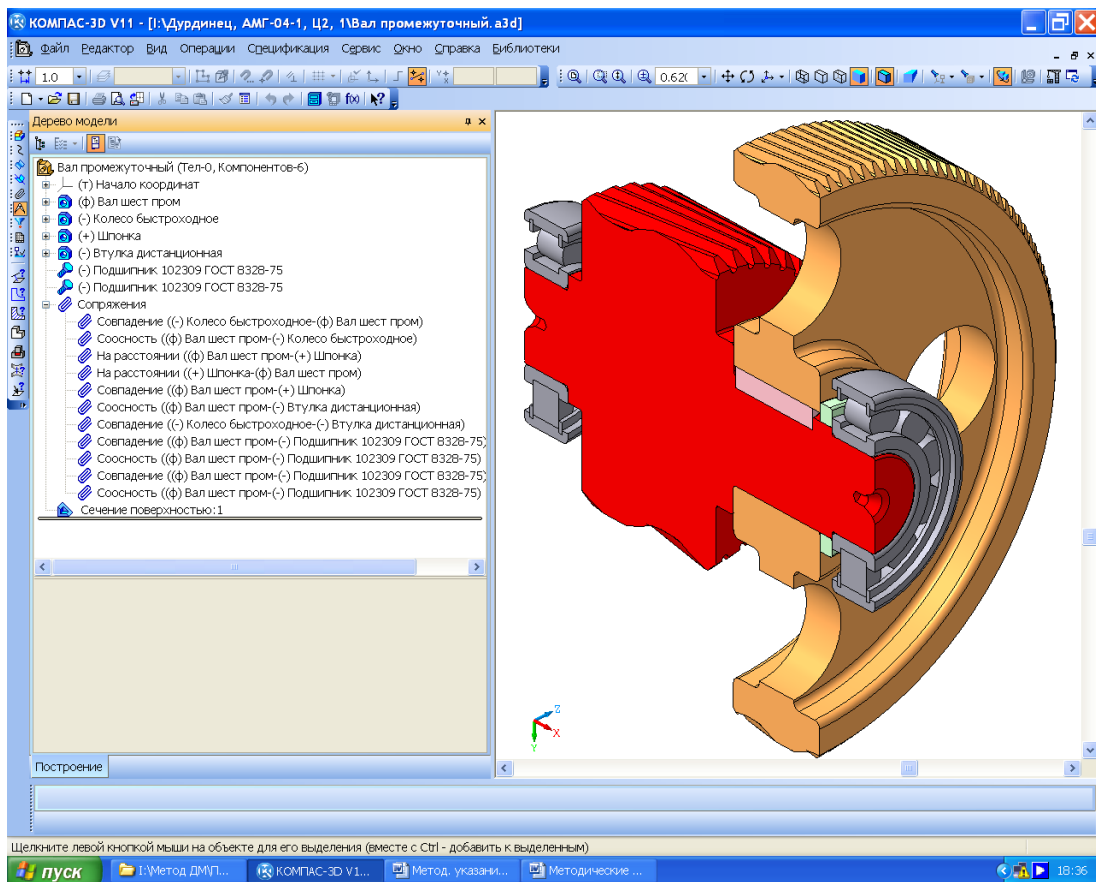 КОМПАС-3D V11 - [I:\Дурдинец, АМГ-04-1, Ц2, 1\Вал промежуточный.a3d]
Файл Редактор Вид Операции Спецификация Сервис Окно Справка Библиотеки
1.0 0.62
f(x)
Дерево модели
Вал промежуточный (Тел-0, Компонентов-6)
(т) Начало координат
(ф) Вал шест пром
(-) Колесо быстроходное
(+) Шпонка
(-) Втулка дистанционная
(-) Подшипник 102309 ГОСТ 8328-75
(-) Подшипник 102309 ГОСТ 8328-75
Сопряжения
Совпадение ((-) Колесо быстроходное-(ф) Вал шест пром)
Соосность ((ф) Вал шест пром-(-) Колесо быстроходное)
На расстоянии ((ф) Вал шест пром-(+) Шпонка)
На расстоянии ((+) Шпонка-(ф) Вал шест пром)
Совпадение ((ф) Вал шест пром-(+) Шпонка)
Соосность ((ф) Вал шест пром-(-) Втулка дистанционная)
Совпадение ((-) Колесо быстроходное-(-) Втулка дистанционная)
Совпадение ((ф) Вал шест пром-(-) Подшипник 102309 ГОСТ 8328-75)
Соосность ((ф) Вал шест пром-(-) Подшипник 102309 ГОСТ 8328-75)
Совпадение ((ф) Вал шест пром-(-) Подшипник 102309 ГОСТ 8328-75)
Соосность ((ф) Вал шест пром-(-) Подшипник 102309 ГОСТ 8328-75)
Сечение поверхностью:1
Z
X
Y
Построение
Щелкните левой кнопкой мыши на объекте для его выделения (вместе с Ctrl - добавить к выделенным)
пуск I:\Метод ДМ\П... КОМПАС-3D V1... Метод. указани... Методические ... 18:36